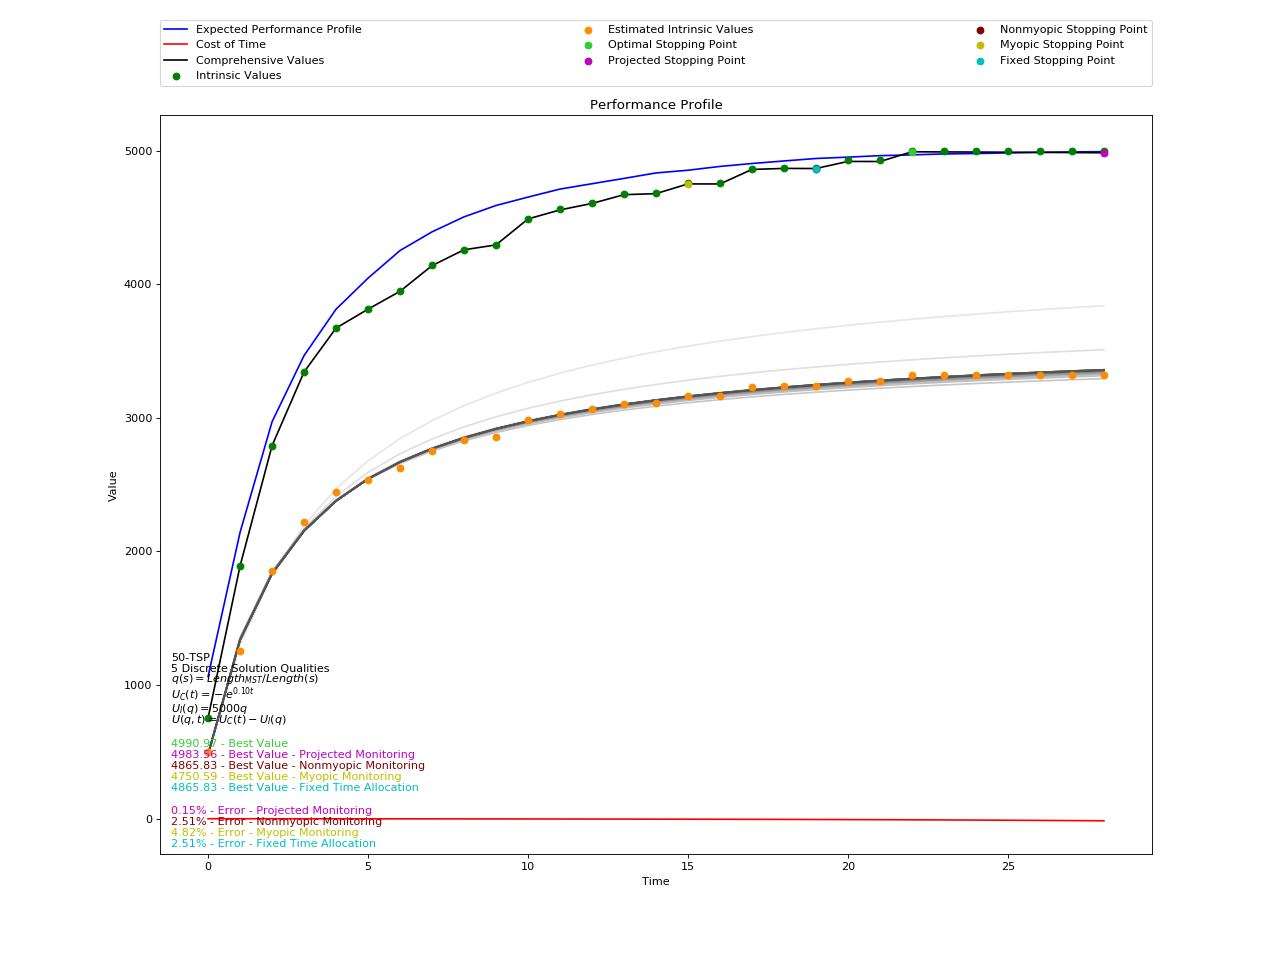 Expected Performance Profile
Cost of Time
Comprehensive Values
Intrinsic Values
Estimated Intrinsic Values
Optimal Stopping Point
Projected Stopping Point
Nonmyopic Stopping Point
Myopic Stopping Point
Fixed Stopping Point
Performance Profile
Value
5000
4000
3000
2000
1000
0
50-TSP
5 Discrete Solution Qualities
q(s) = Length_MST/Length(s)
U_C(t) = −e^{0.10t}
U_I(q) = 5000q
U(q, t) = U_C(t) − U_I(q)
4990.97 - Best Value
4983.56 - Best Value - Projected Monitoring
4865.83 - Best Value - Nonmyopic Monitoring
4750.59 - Best Value - Myopic Monitoring
4865.83 - Best Value - Fixed Time Allocation
0.15% - Error - Projected Monitoring
2.51% - Error - Nonmyopic Monitoring
4.82% - Error - Myopic Monitoring
2.51% - Error - Fixed Time Allocation
0 5 10 15 20 25
Time